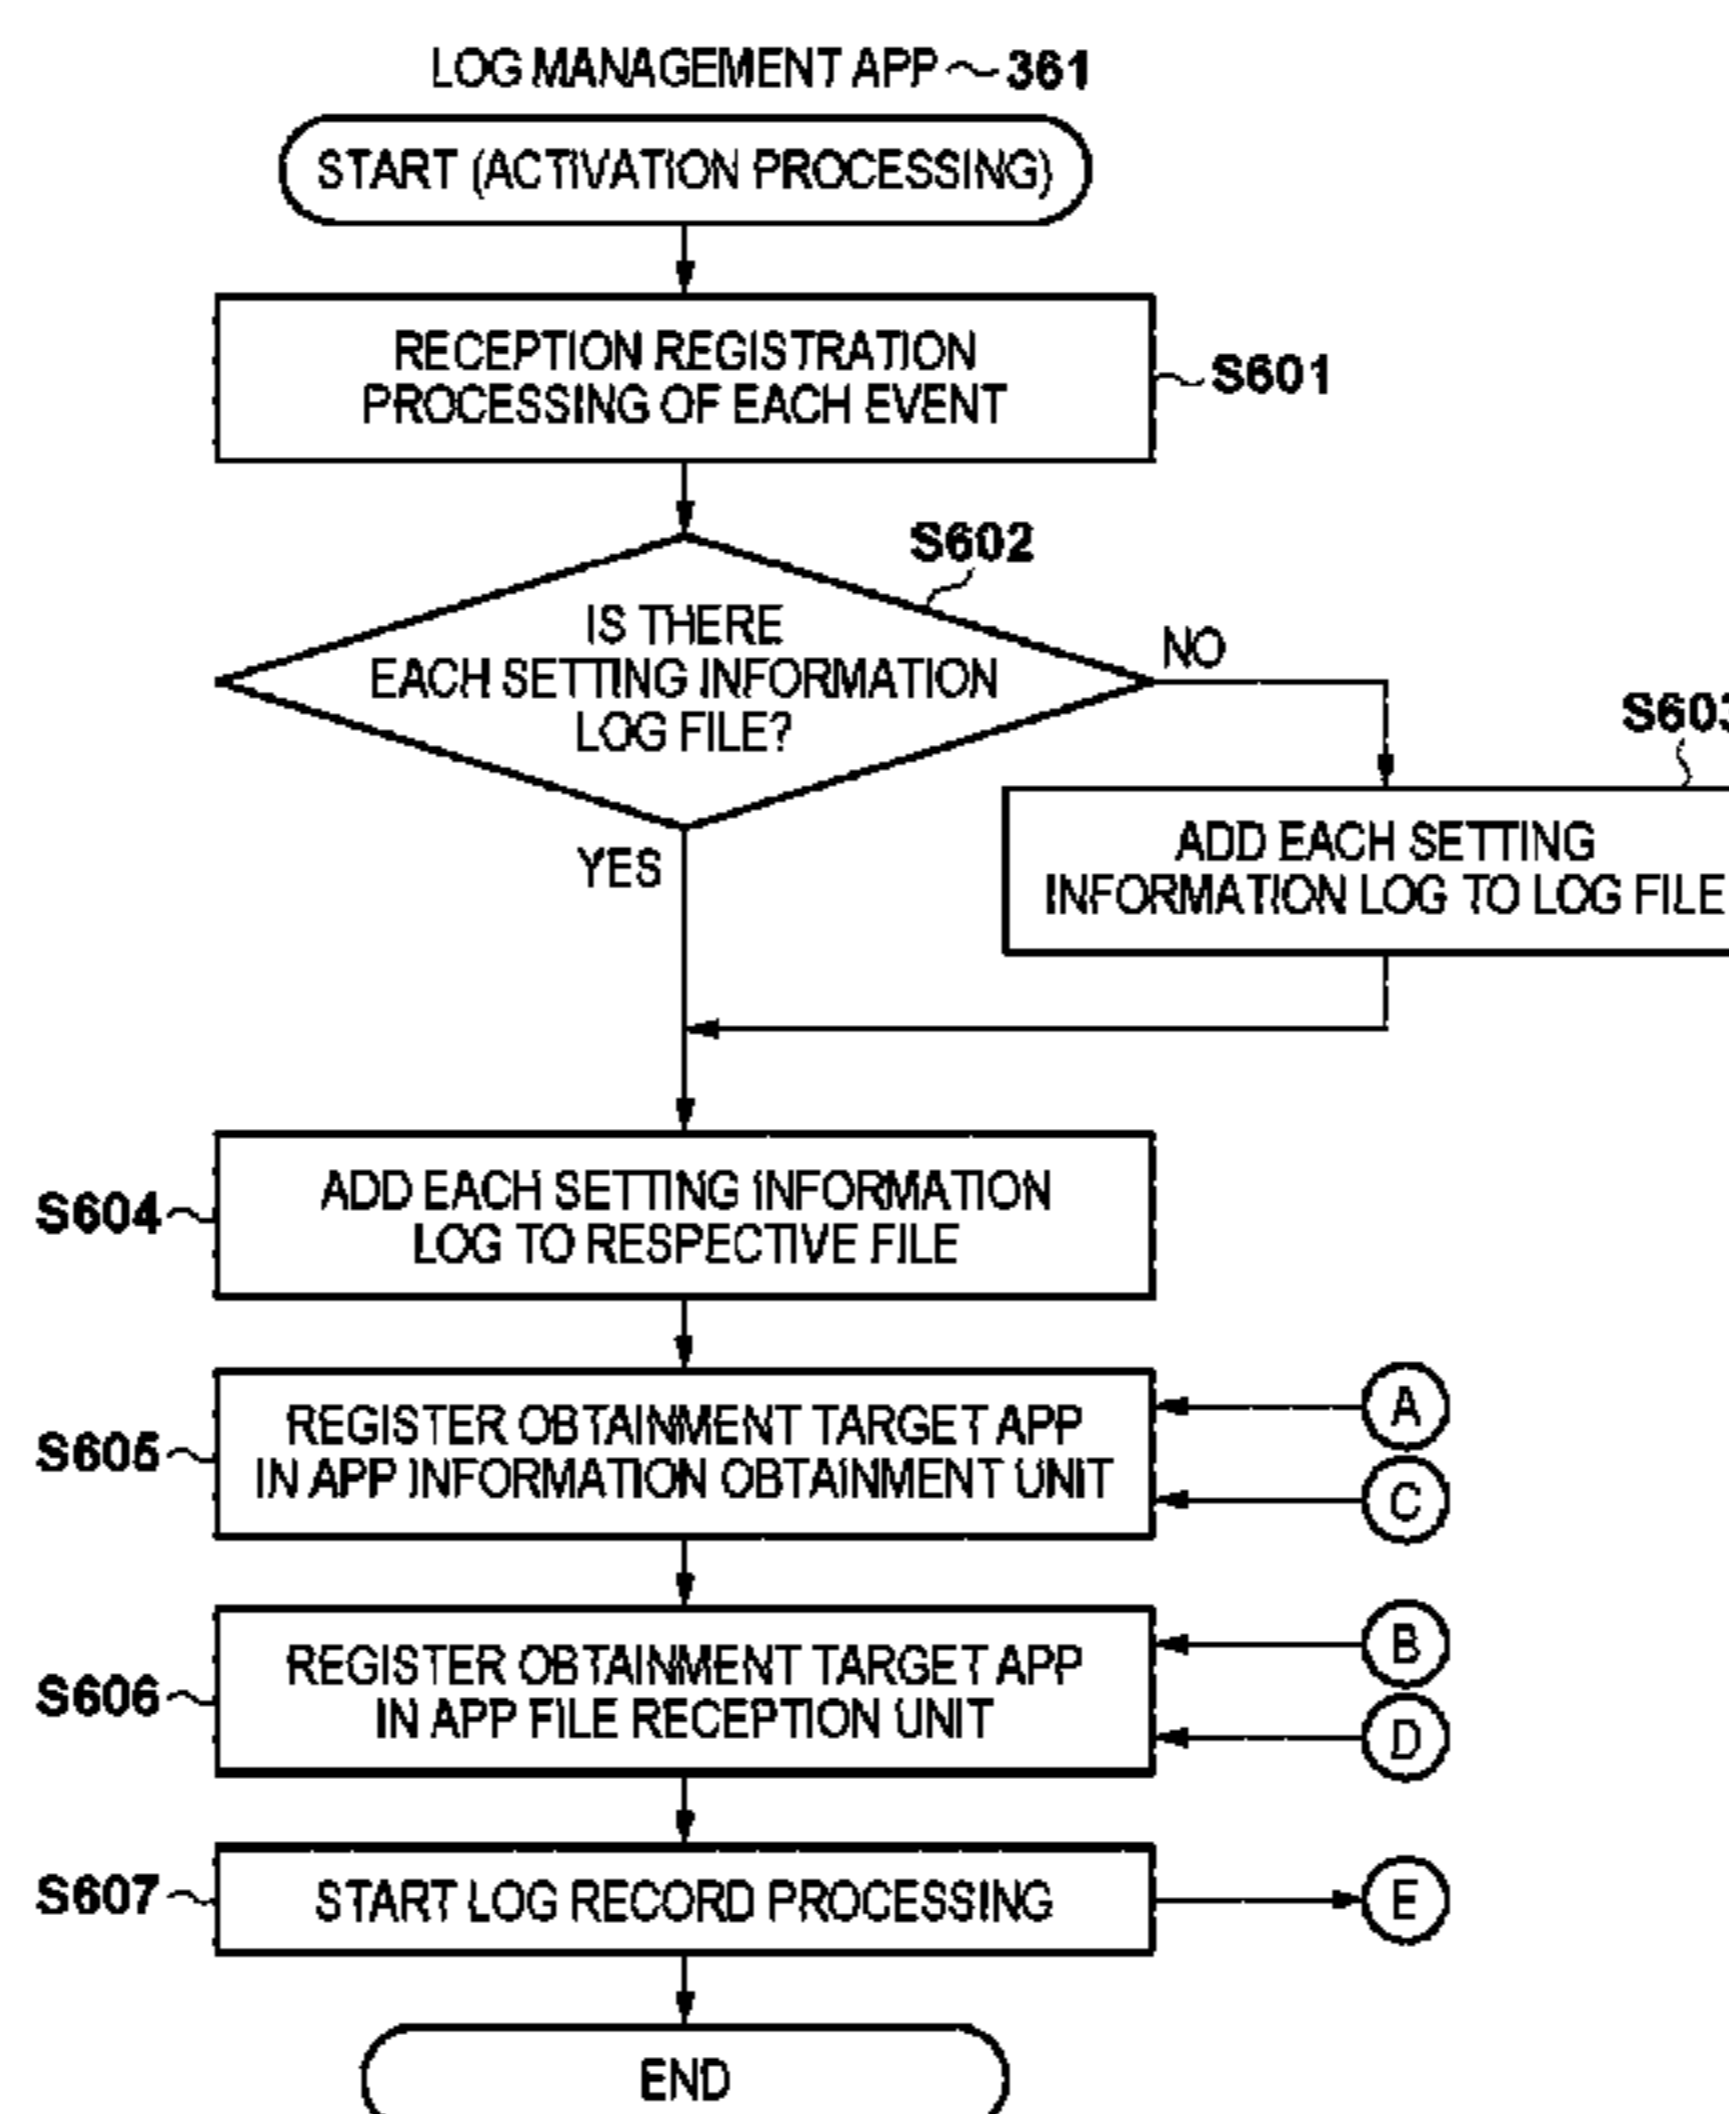 LOG MANAGEMENT APP 361
START (ACTIVATION PROCESSING)
RECEPTION REGISTRATION
PROCESSING OF EACH EVENT
S601
S602
IS THERE
EACH SETTING INFORMATION
LOG FILE?
NO
YES
S603
ADD EACH SETTING
INFORMATION LOG TO LOG FILE
S604
ADD EACH SETTING INFORMATION
LOG TO RESPECTIVE FILE
S605
REGISTER OBTAINMENT TARGET APP
IN APP INFORMATION OBTAINMENT UNIT
A
C
S606
REGISTER OBTAINMENT TARGET APP
IN APP FILE RECEPTION UNIT
B
D
S607
START LOG RECORD PROCESSING
E
END